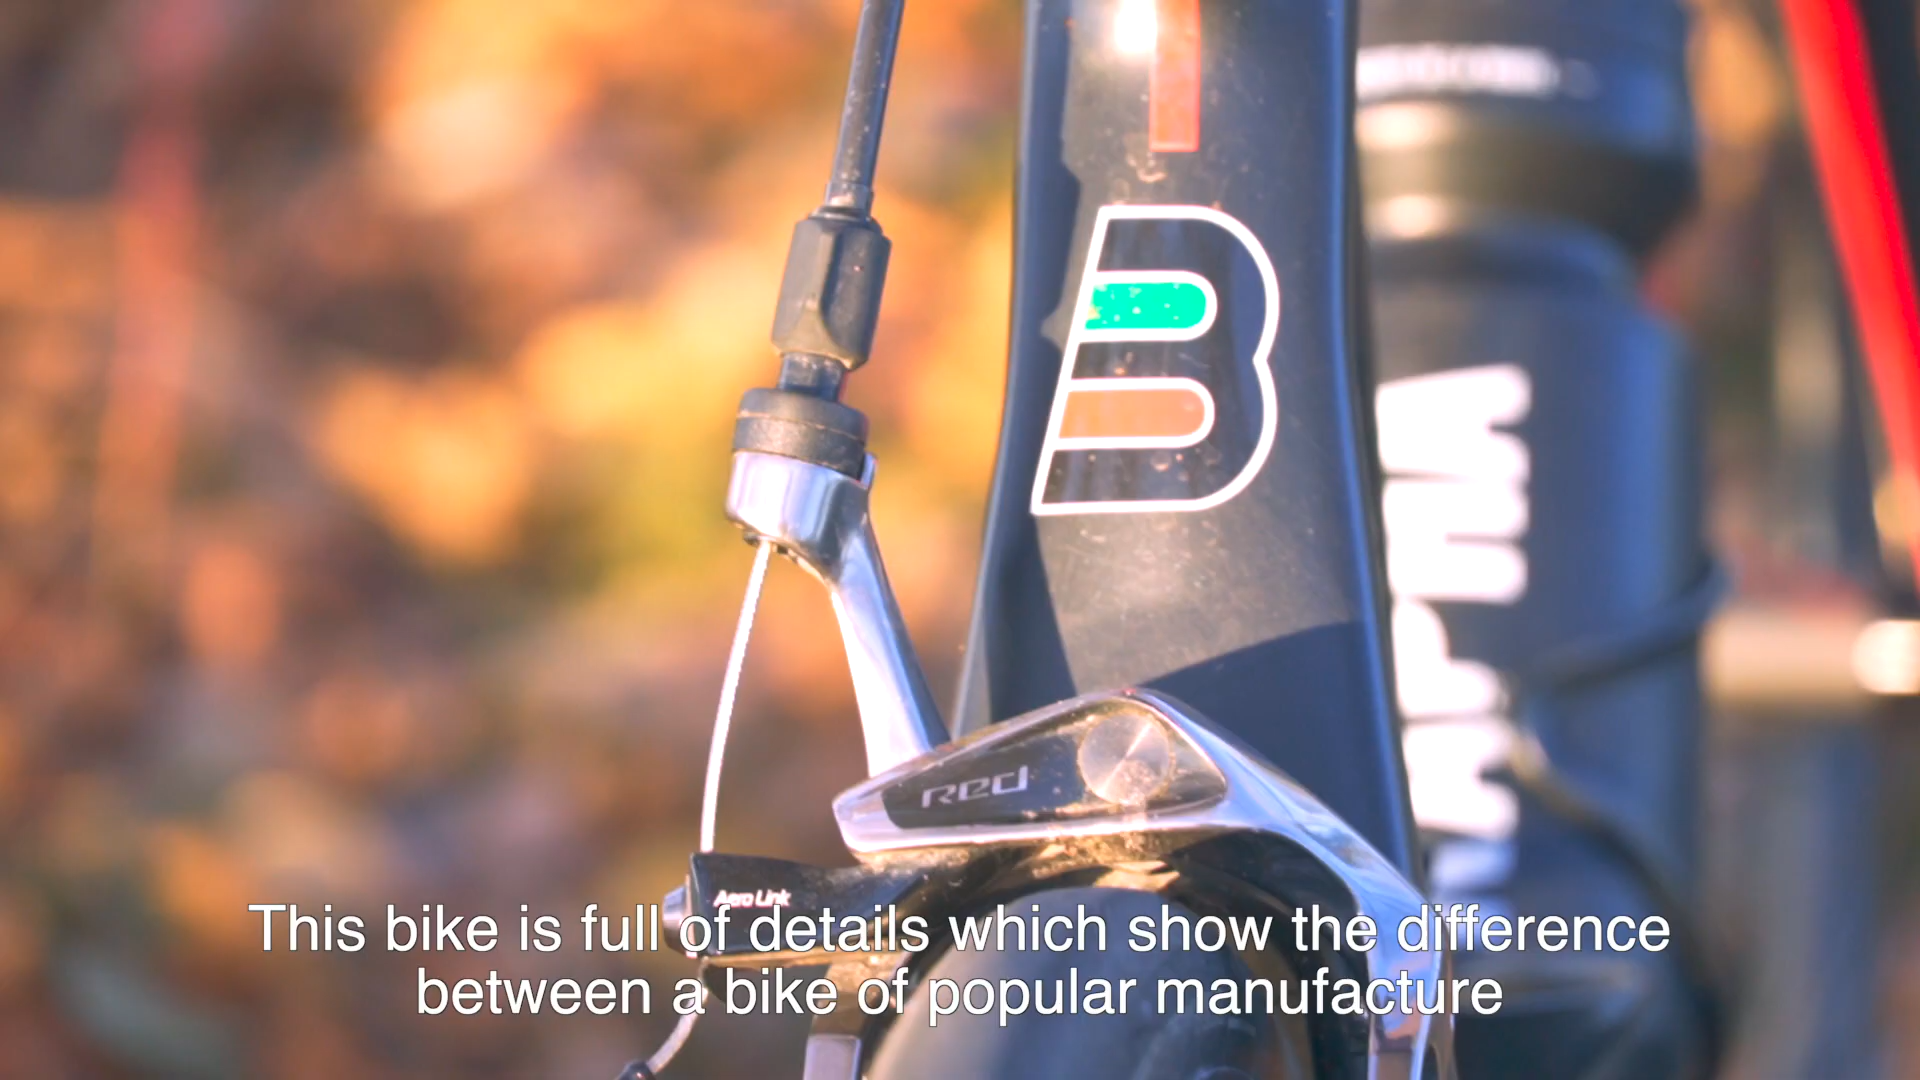 B
Red
Aero Link
This bike is full of details which show the difference
between a bike of popular manufacture